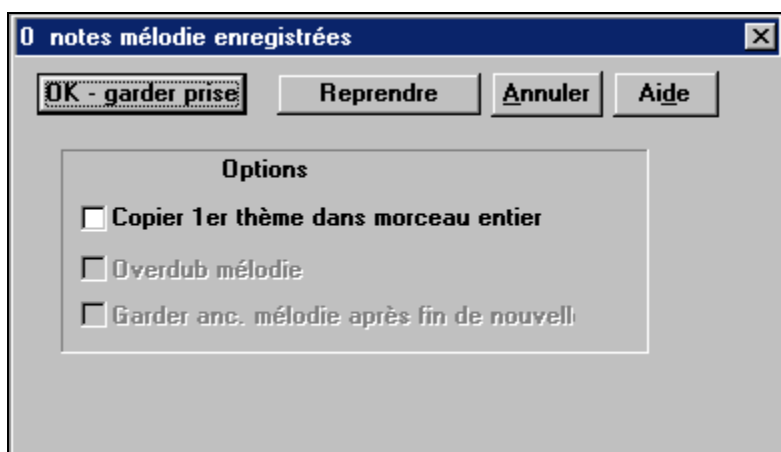 0 notes mélodie enregistrées
OK - garder prise Reprendre Annuler Aide
Options
Copier 1er thème dans morceau entier
Overdub mélodie
Garder anc. mélodie après fin de nouvell